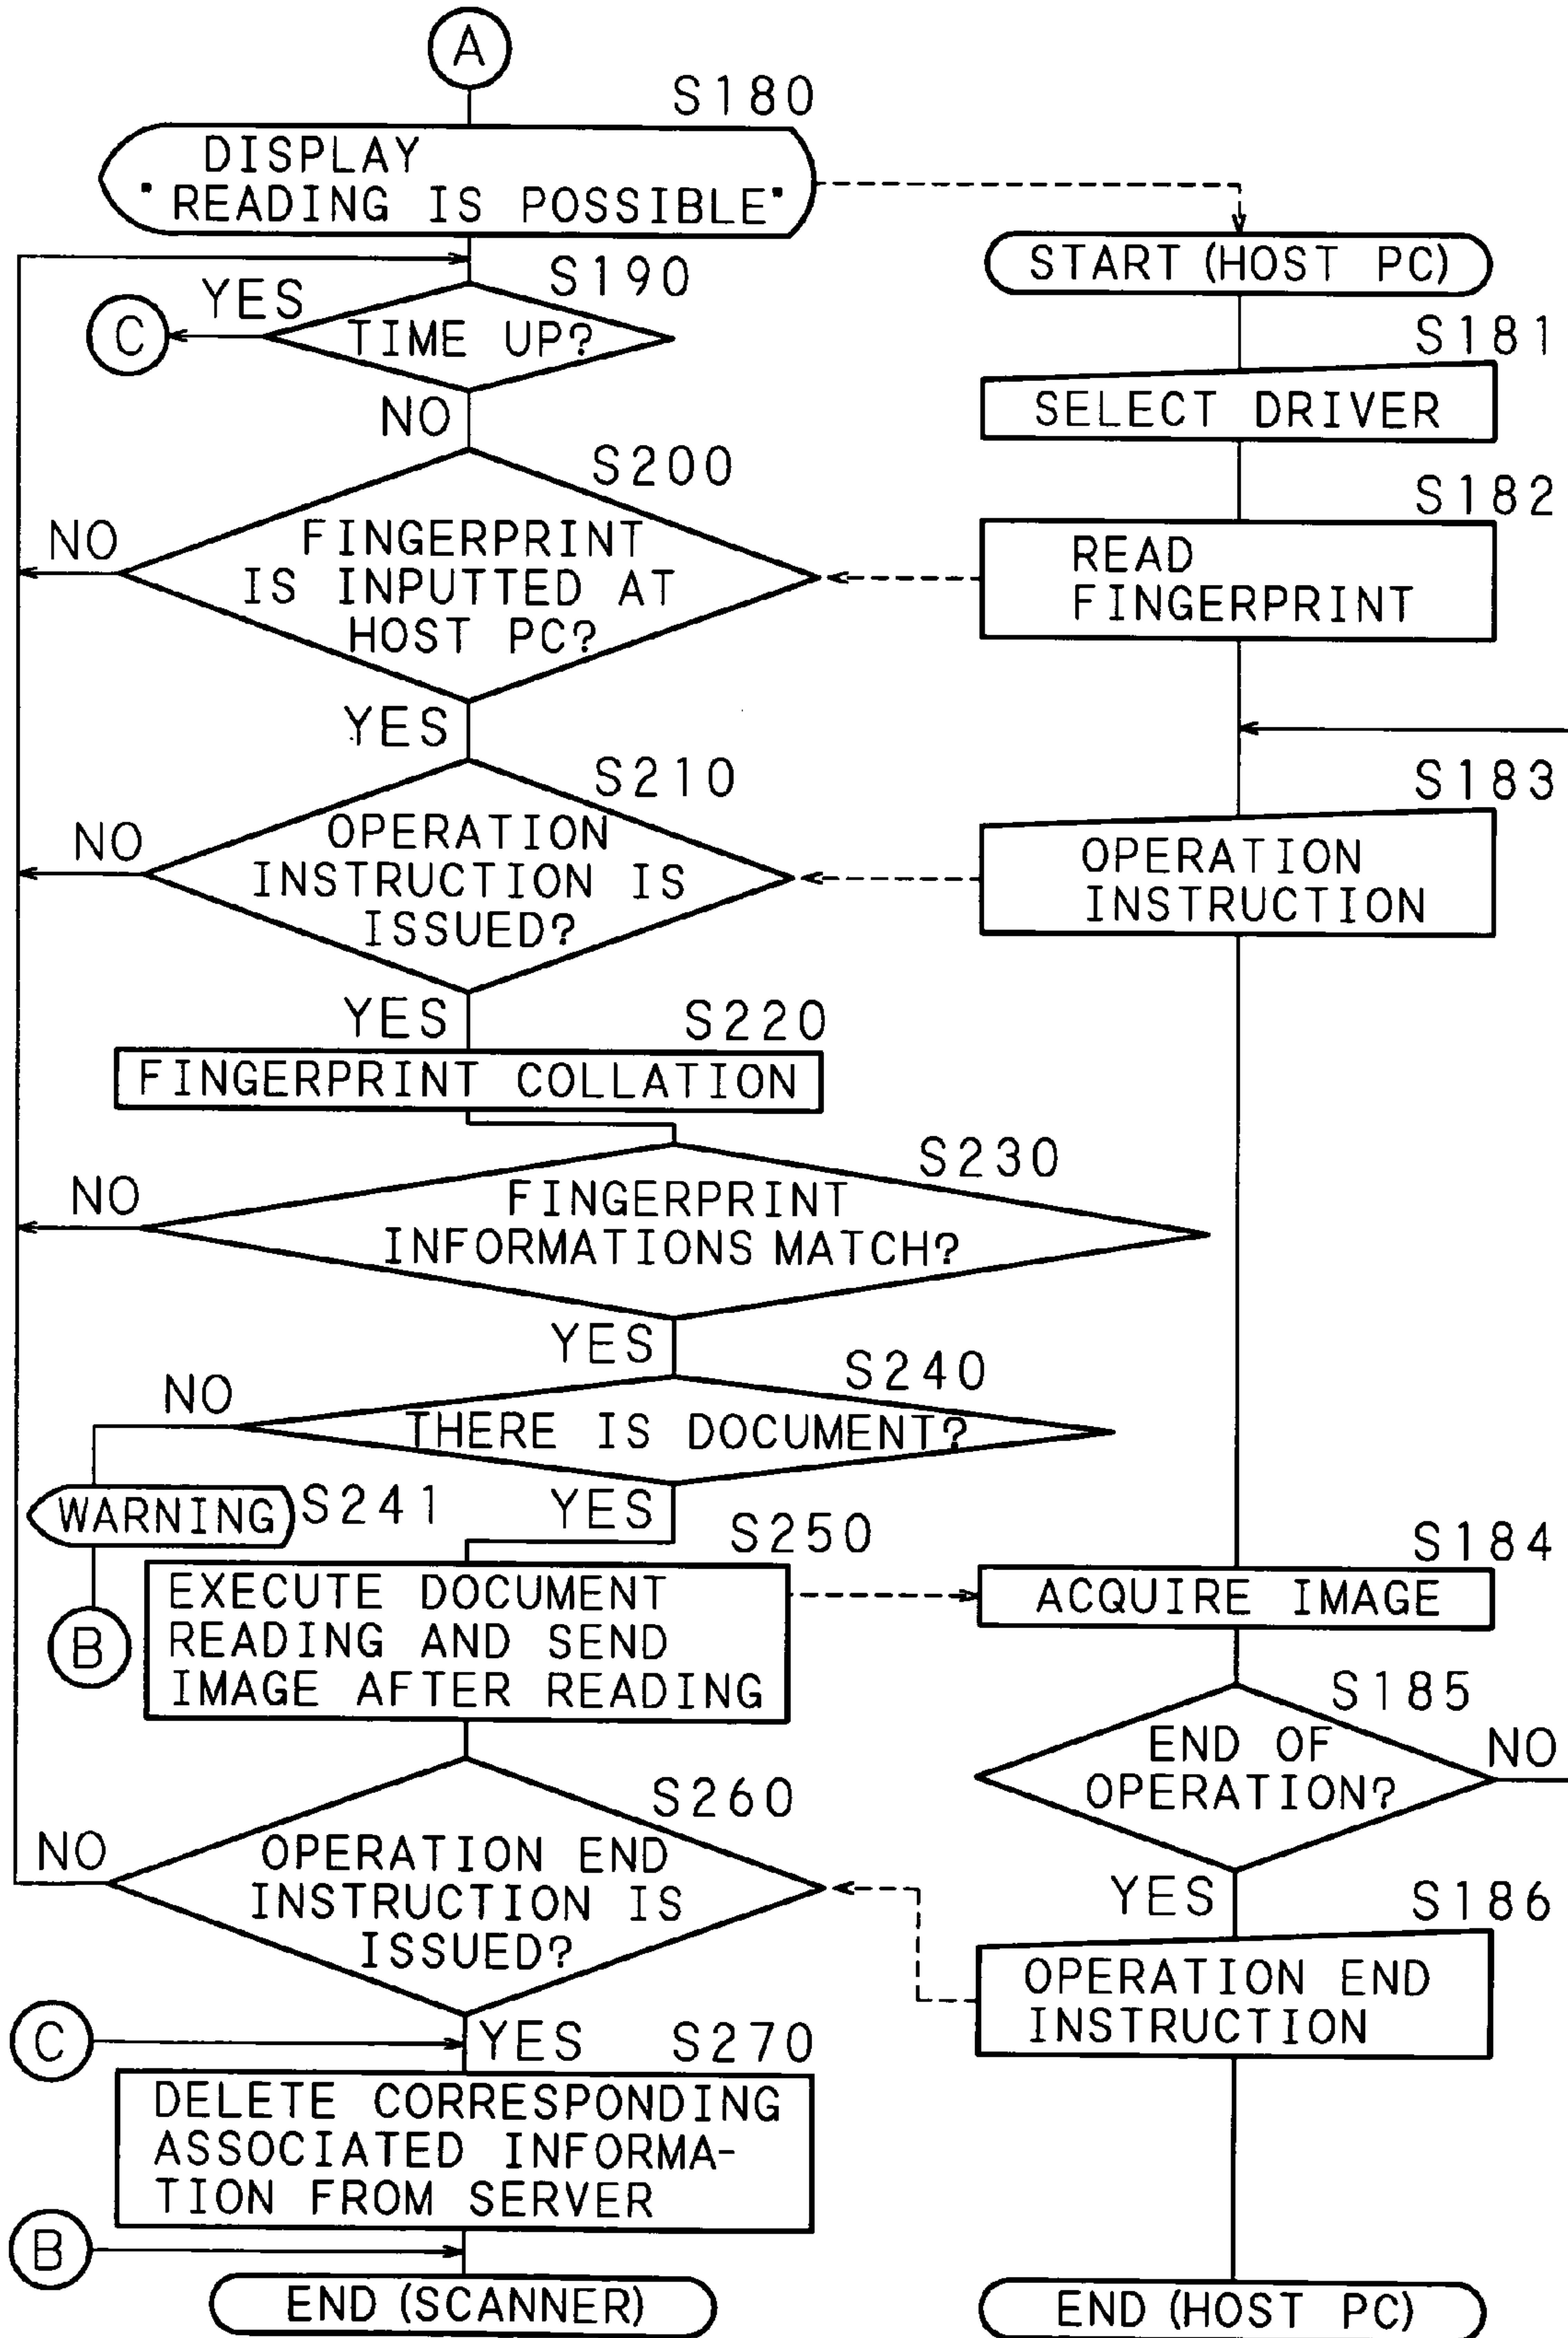 A
S180
DISPLAY
"READING IS POSSIBLE"
START (HOST PC)
S190
YES
C
TIME UP?
NO
S181
SELECT DRIVER
S200
NO
FINGERPRINT
IS INPUTTED AT
HOST PC?
YES
S182
READ
FINGERPRINT
S210
NO
OPERATION
INSTRUCTION IS
ISSUED?
YES
S183
OPERATION
INSTRUCTION
S220
FINGERPRINT COLLATION
S230
NO
FINGERPRINT
INFORMATIONS MATCH?
YES
S240
NO
THERE IS DOCUMENT?
YES
WARNING
S241
B
S250
EXECUTE DOCUMENT
READING AND SEND
IMAGE AFTER READING
S184
ACQUIRE IMAGE
S185
END OF
OPERATION?
NO
YES
S260
NO
OPERATION END
INSTRUCTION IS
ISSUED?
YES
S186
OPERATION END
INSTRUCTION
C
S270
DELETE CORRESPONDING
ASSOCIATED INFORMA-
TION FROM SERVER
B
END (SCANNER)
END (HOST PC)